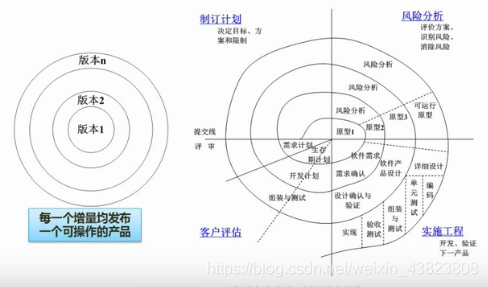 版本n
版本2
版本1
每一个增量均发布
一个可操作的产品
制订计划
决定目标、方
案和限制
风险分析
评价方案、
识别风险、
消除风险
风险分析
风险分析
风险分析
可运行
原型
原型3
原型2
原型1
提交线
评 审
需求计划
生存
期计划
开发计划
组装与测试
软件需求
需求确认
软件产
品设计
详细设计
设计确认与
验证
单元测试
编码
组装与测试
验收
测试
实现
客户评估
实施工程
开发、验证
下一产品
https://blog.csdn.net/weixin_43823808